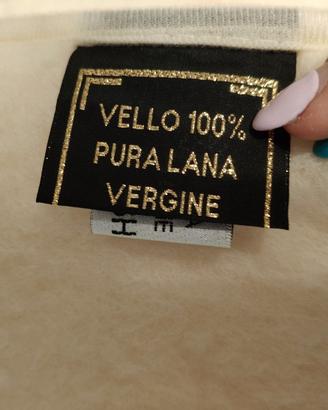 VELLO 100%
PURA LANA
VERGINE